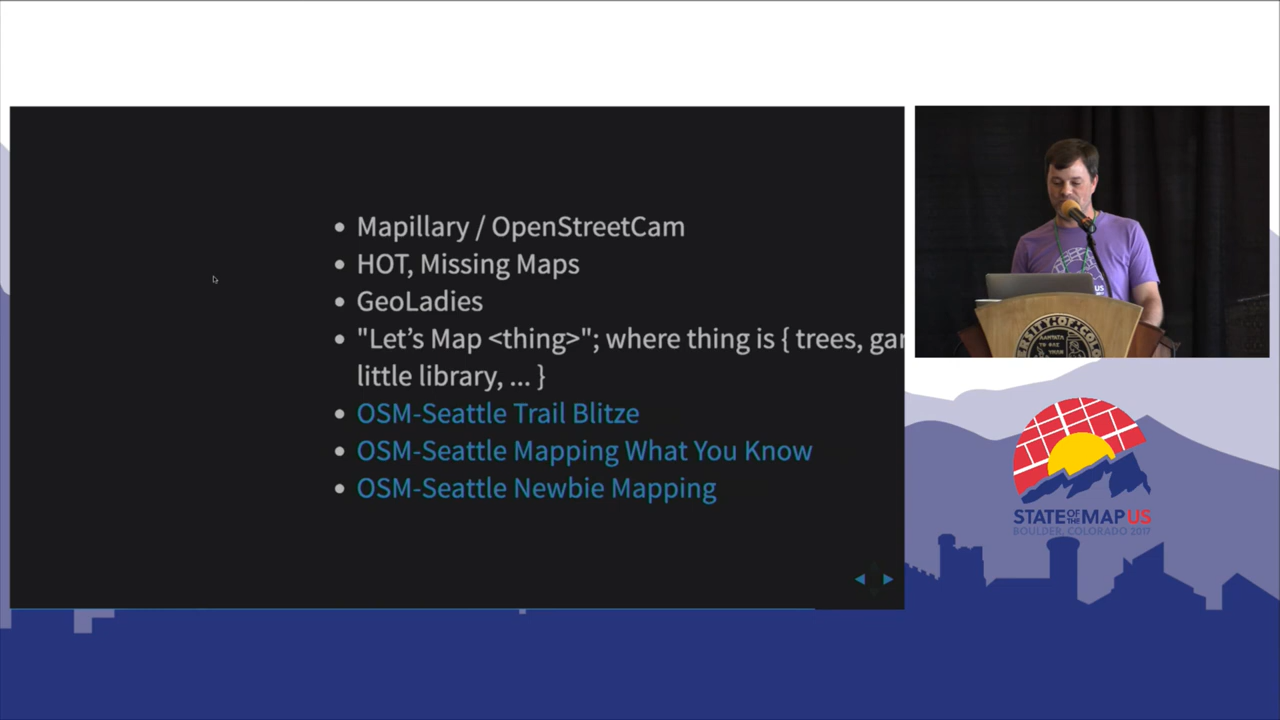 Mapillary / OpenStreetCam
HOT, Missing Maps
GeoLadies
"Let’s Map <thing>"; where thing is { trees,
little library, ... }
OSM-Seattle Trail Blitze
OSM-Seattle Mapping What You Know
OSM-Seattle Newbie Mapping
US
STATE OF THE MAP US
BOULDER, COLORADO 2017